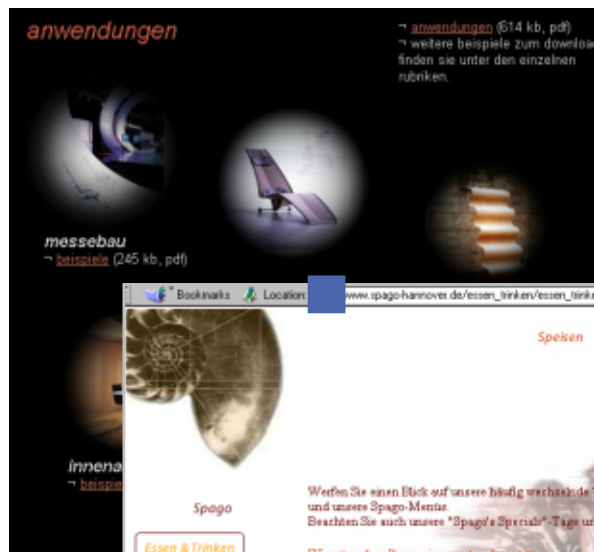 anwendungen
¬ anwendungen (614 kb, pdf)
¬ weitere beispiele zum
finden sie unter den einzelnen
rubriken.
messebau
¬ beispiele (245 kb, pdf)
Bookmarks Location:
www.spago-hannover.de/essen_trinken/
Speisen
¬
Spago
Werfen Sie einen Blick auf unsere häufig wechselnde
und unsere Spago-Menüs.
Beachten Sie auch unsere "Spago's Specials"-Tage
Essen & Trinken